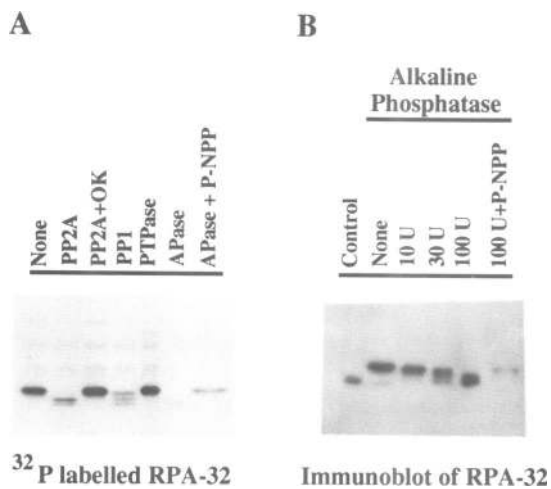 A
None
PP2A
PP2A+OK
PP1
PTPase
APase
APase + P-NPP
32P labelled RPA-32
B
Alkaline
Phosphatase
Control
None
10 U
30 U
100 U
100 U+P-NPP
Immunoblot of RPA-32